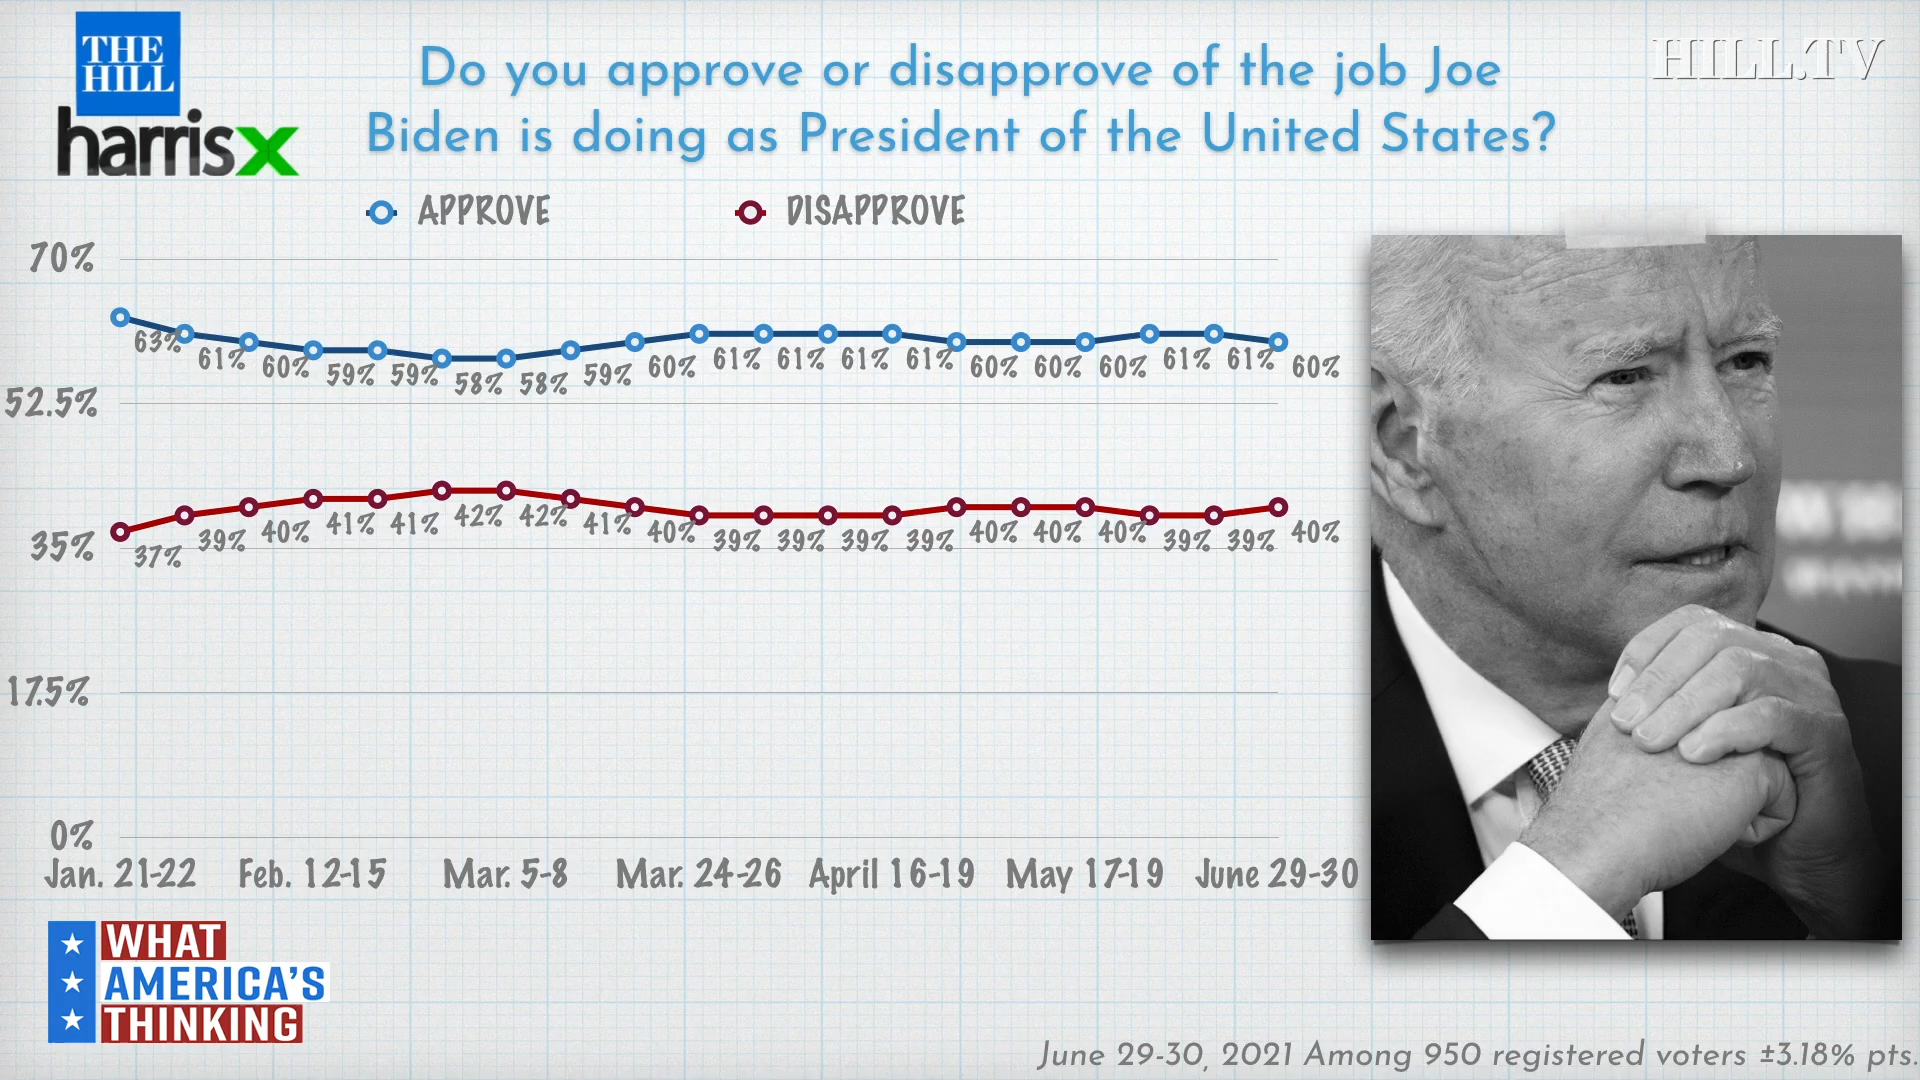 THE
HILL
harrisx
HILL.TV
Do you approve or disapprove of the job Joe
Biden is doing as President of the United States?
APPROVE DISAPPROVE
70%
63% 61% 60% 59% 59% 58% 58% 59% 60% 61% 61% 61% 61% 60% 60% 60% 61% 61% 60%
52.5%
37% 39% 40% 41% 41% 42% 42% 41% 40% 39% 39% 39% 39% 40% 40% 40% 39% 39% 40%
35%
17.5%
0%
Jan. 21-22 Feb. 12-15 Mar. 5-8 Mar. 24-26 April 16-19 May 17-19 June 29-30
WHAT
AMERICA'S
THINKING
June 29-30, 2021 Among 950 registered voters ±3.18% pts.